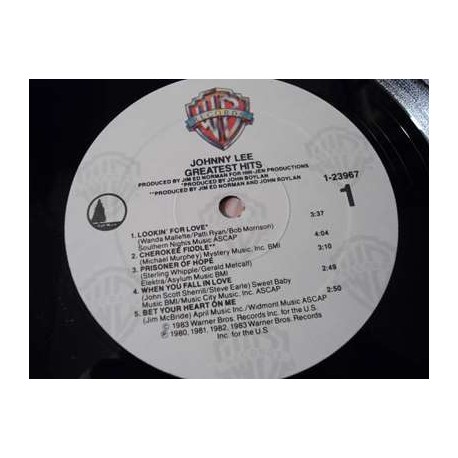 RECORDS
JOHNNY LEE
GREATEST HITS
PRODUCED BY JIM ED NORMAN FOR HMI-JEN PRODUCTIONS
*PRODUCED BY JOHN BOYLAN
**PRODUCED BY JIM ED NORMAN AND JOHN BOYLAN
1-23967
1
1. LOOKIN' FOR LOVE* 3:37
(Wanda Mallette/Patti Ryan/Bob Morrison)
Southern Nights Music ASCAP
2. CHEROKEE FIDDLE** 4:04
(Michael Murphey) Mystery Music, Inc. BMI
3. PRISONER OF HOPE 3:10
(Sterling Whipple/Gerald Metcalf)
Elektra/Asylum Music BMI
4. WHEN YOU FALL IN LOVE 2:49
(John Scott Sherrill/Steve Earle) Sweet Baby
Music BMI/Music City Music, Inc. ASCAP
5. BET YOUR HEART ON ME 2:50
(Jim McBride) April Music Inc./Widmont Music ASCAP
© 1983 Warner Bros. Records Inc. for the U.S.
℗ 1980, 1981, 1982, 1983 Warner Bros. Records
Inc. for the U.S.